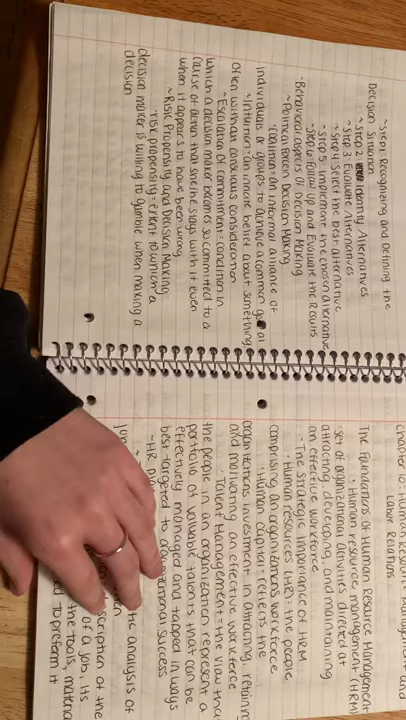 ~Step 1: Recognizing and Defining the
Decision Situation
~Step 2: Identify Alternatives
~Step 3: Evaluate Alternatives
~Step 4: Select the best alternative
~Step 5: Implement the chosen alternative
~Step 6: Follow Up and Evaluate the Results
-Behavioral Aspects of Decision Making
~Political Forces in Decision Making
·Coalition = An informal alliance of
individuals or groups to achieve a common goal
~Intuition: an innate belief about something
often without conscious consideration
~Escalation of commitment: condition in
which a decision maker becomes so committed to a
course of action that she/he stays with it even
when it appears to have been wrong
~Risk Propensity and Decision Making
·risk propensity = extent to which a
decision maker is willing to gamble when making a
decision
Chapter 10: Human Resource Management and
Labor Relations
The Foundations of Human Resource Management
·Human resource management (HRM)
set of organizational activities directed at
attracting, developing, and maintaining
an effective workforce
-The Strategic Importance of HRM
·Human resources (HR): the people
comprising an organization's workforce
·Human capital: reflects the
organizations investment in attracting, retaining
and motivating an effective workforce
·Talent Management = the view that
the people in an organization represent a
portfolio of valuable talents that can be
effectively managed and tapped in ways
best targeted to organizational success
~HR
Job
analysis of
of the
of a job, its
the tools,
to preform it